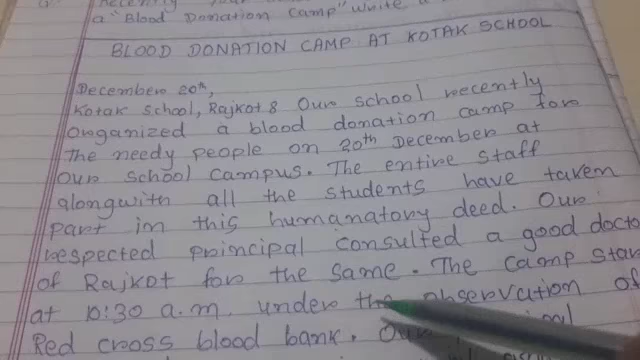 a "Blood Donation Camp" write a
BLOOD DONATION CAMP AT KOTAK SCHOOL
December 20th,
Kotak school, Rajkot : Our school recently
organized a blood donation camp for
the needy people on 20th December at
Our school campus. The entire staff
alongwith all the students have taken
part in this humanatory deed. Our
respected principal consulted a good docto
of Rajkot for the same. The camp star
at 10:30 a.m. under the observation of
Red cross blood bank. Our